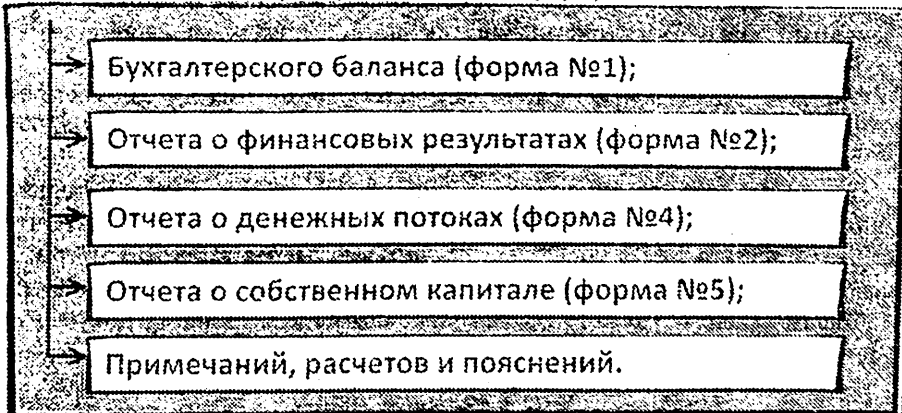 Бухгалтерского баланса (форма №1);
Отчета о финансовых результатах (форма №2);
Отчета о денежных потоках (форма №4);
Отчета о собственном капитале (форма №5);
Примечаний, расчетов и пояснений.